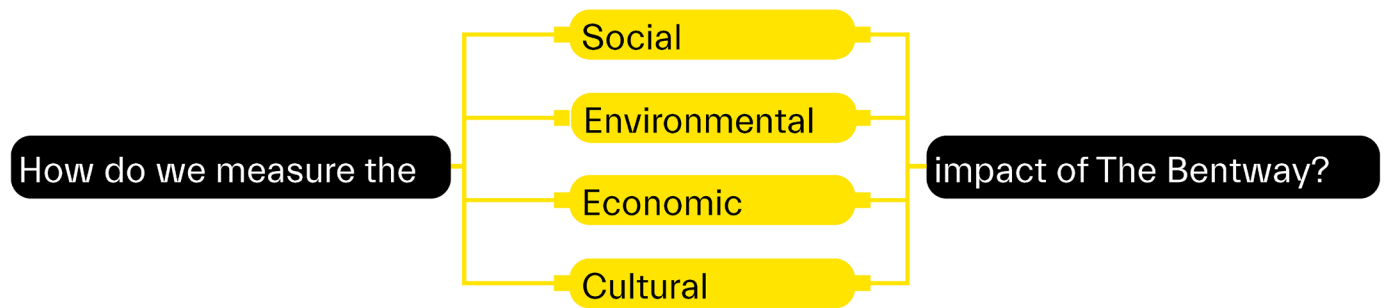 How do we measure the
Social
Environmental
Economic
Cultural
impact of The Bentway?